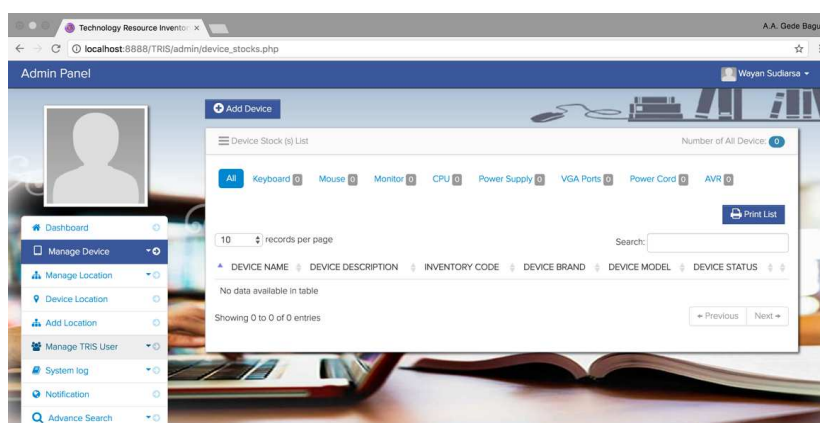 Technology Resource Inventor
A.A. Gede Bagu
localhost:8888/TRIS/admin/device_stocks.php
Admin Panel
Wayan Sudiarsa
Add Device
Device Stock (s) List
Number of All Device: 0
All Keyboard 0 Mouse 0 Monitor 0 CPU 0 Power Supply 0 VGA Ports 0 Power Cord 0 AVR 0
Print List
10 records per page
Search:
DEVICE NAME DEVICE DESCRIPTION INVENTORY CODE DEVICE BRAND DEVICE MODEL DEVICE STATUS
No data available in table
Showing 0 to 0 of 0 entries
Previous Next
Dashboard
Manage Device
Manage Location
Device Location
Add Location
Manage TRIS User
System log
Notification
Advance Search